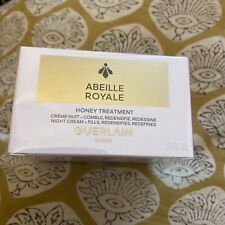 ABEILLE
ROYALE
HONEY TREATMENT
CRÈME NUIT – COMBLE, REDENSIFIE, REDESSINE
NIGHT CREAM – FILLS, REDENSIFIES, REDEFINES
GUERLAIN
PARIS